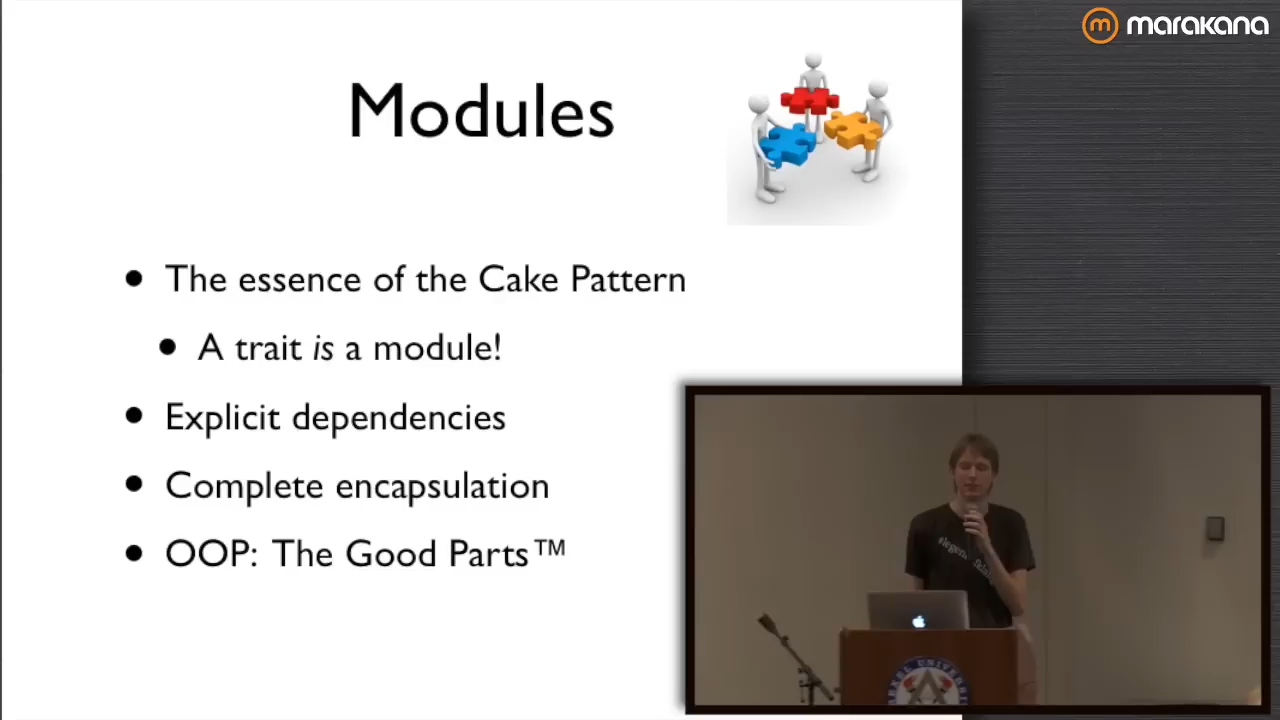 marakana
Modules
• The essence of the Cake Pattern
• A trait is a module!
• Explicit dependencies
• Complete encapsulation
• OOP: The Good Parts™